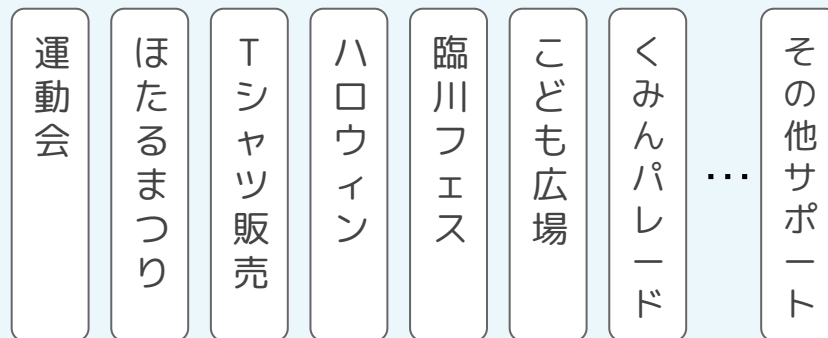 運動会
ほたるまつり
Tシャツ販売
ハロウィン
臨川フェス
こども広場
くみんパレード
…
その他サポート